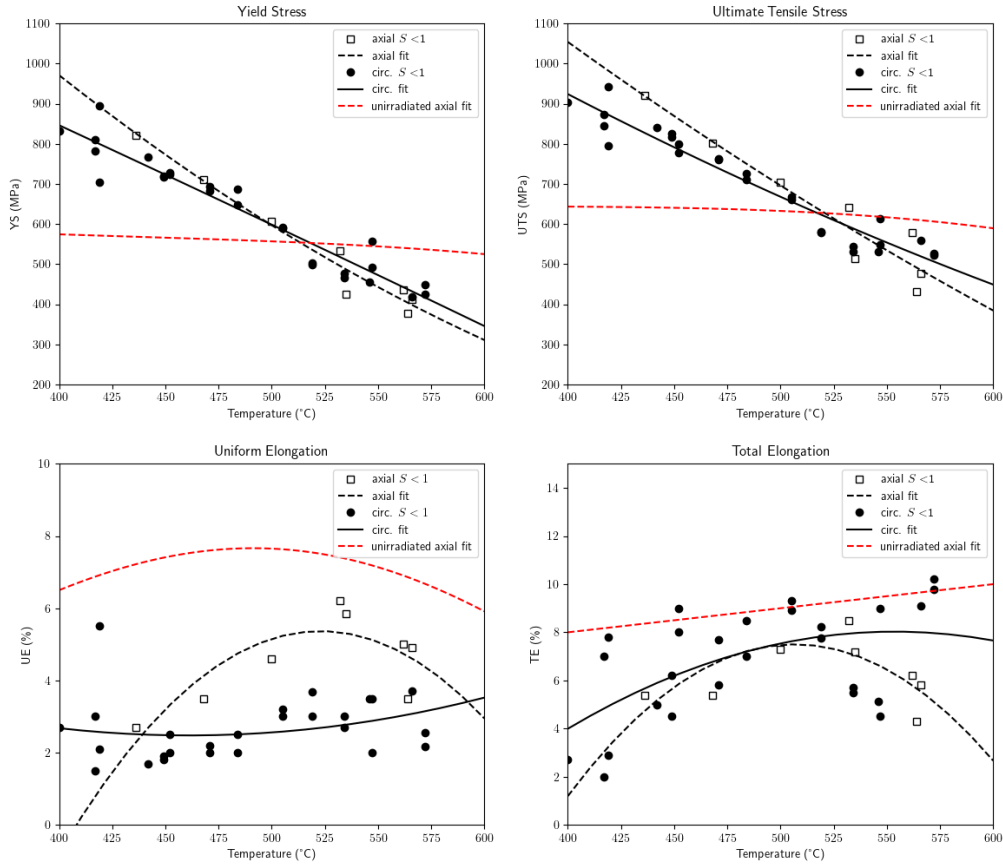 Yield Stress
1100
1000
900
800
700
600
500
400
300
200
YS (MPa)
400
425
450
475
500
525
550
575
600
Temperature (°C)
axial S <1
axial fit
circ. S <1
circ. fit
unirradiated axial fit
Ultimate Tensile Stress
1100
1000
900
800
700
600
500
400
300
200
UTS (MPa)
400
425
450
475
500
525
550
575
600
Temperature (°C)
axial S <1
axial fit
circ. S <1
circ. fit
unirradiated axial fit
Uniform Elongation
10
8
6
4
2
0
UE (%)
400
425
450
475
500
525
550
575
600
Temperature (°C)
axial S < 1
axial fit
circ. S < 1
circ. fit
unirradiated axial fit
Total Elongation
14
12
10
8
6
4
2
0
TE (%)
400
425
450
475
500
525
550
575
600
Temperature (°C)
axial S <1
axial fit
circ. S <1
circ. fit
unirradiated axial fit